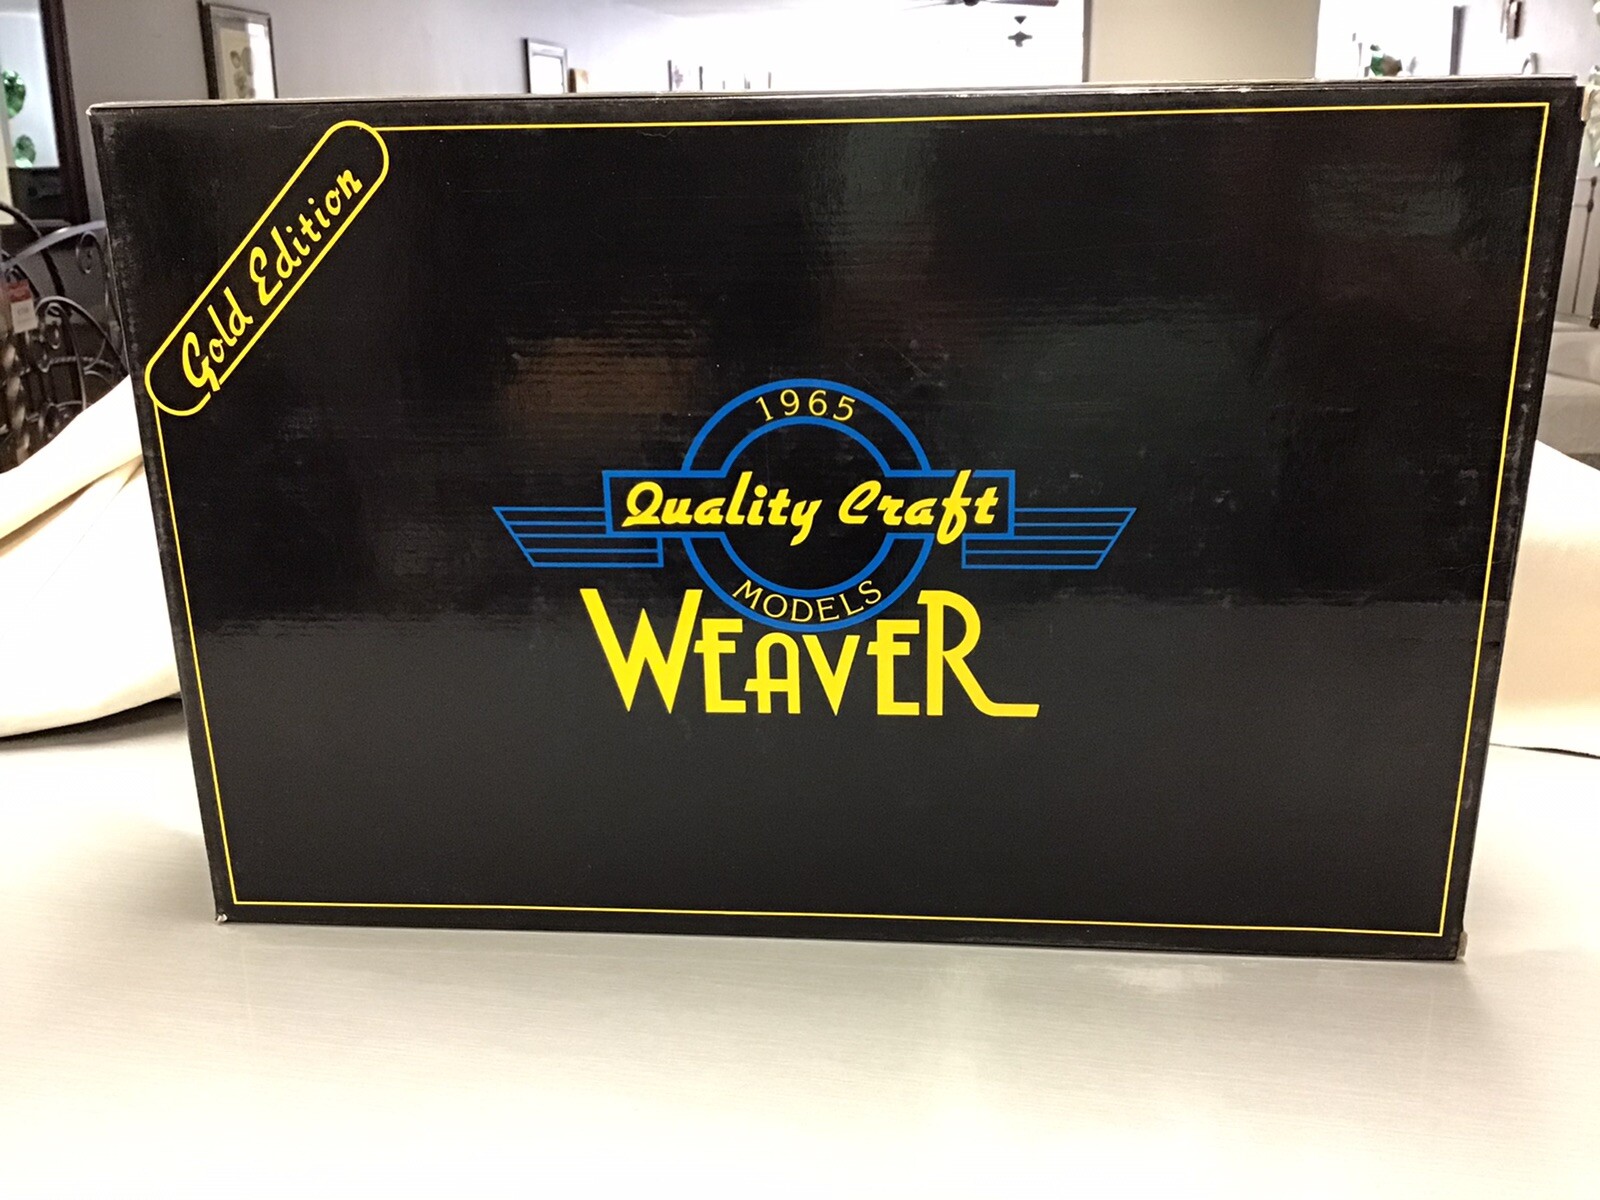 Gold Edition
1965
Quality Craft
MODELS
WEAVER